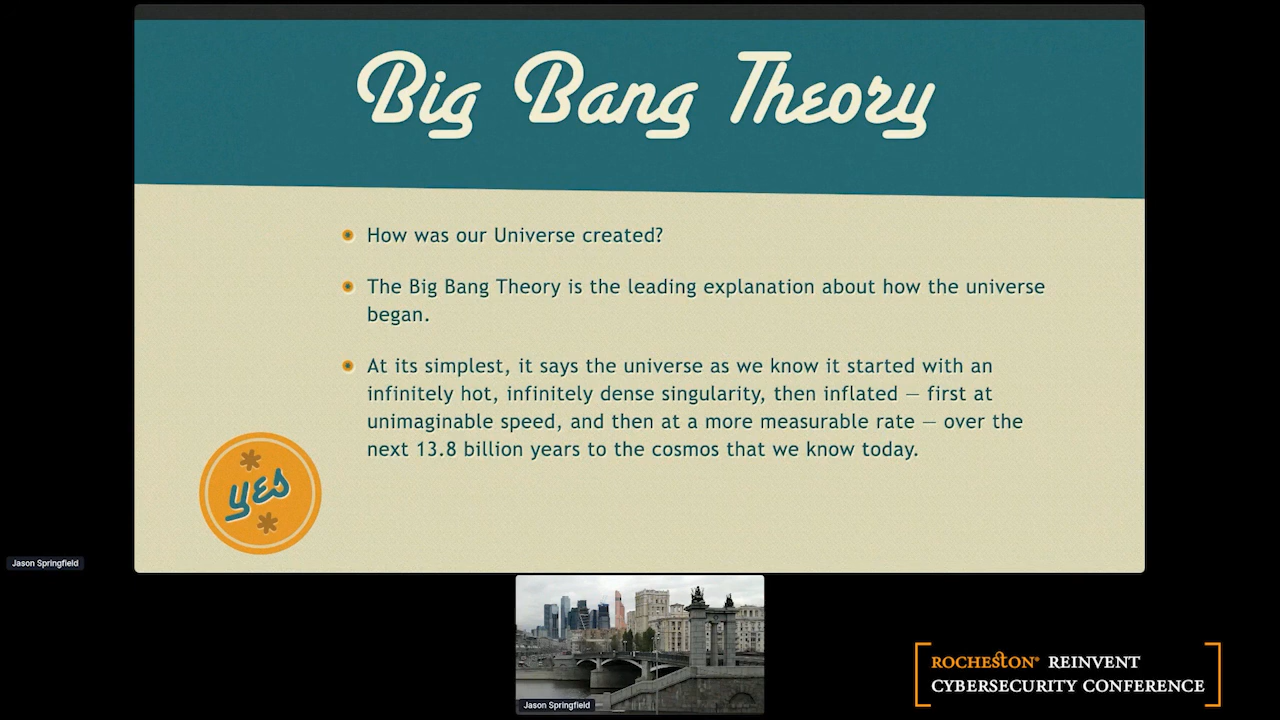 Big Bang Theory
How was our Universe created?
The Big Bang Theory is the leading explanation about how the universe
began.
At its simplest, it says the universe as we know it started with an
infinitely hot, infinitely dense singularity, then inflated — first at
unimaginable speed, and then at a more measurable rate — over the
next 13.8 billion years to the cosmos that we know today.
yes
Jason Springfield
Jason Springfield
ROCHESTON® REINVENT
CYBERSECURITY CONFERENCE